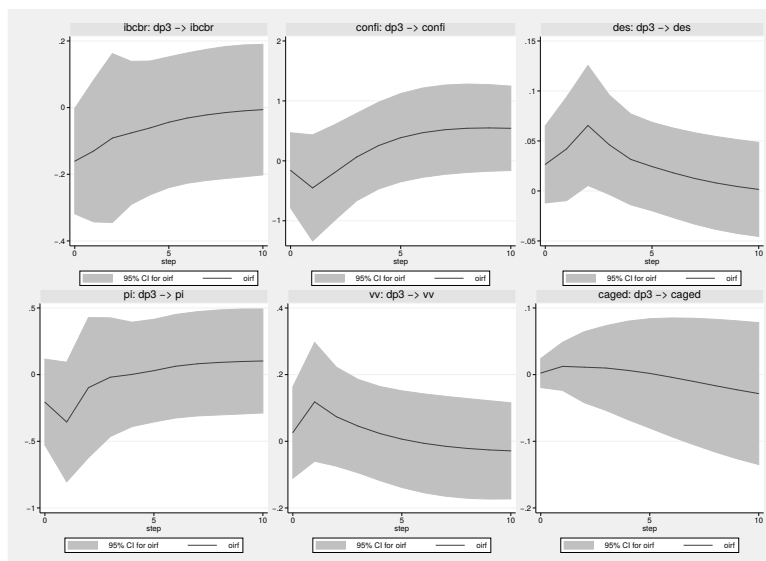 ibcbr: dp3 −> ibcbr
confi: dp3 −> confi
des: dp3 −> des
.2
0
−.2
−.4
0 5 10
step
2
1
0
−1
0 5 10
step
.15
.1
.05
0
−.05
0 5 10
step
95% CI for oirf oirf
95% CI for oirf oirf
95% CI for oirf oirf
pi: dp3 −> pi
vv: dp3 −> vv
caged: dp3 −> caged
.5
0
−.5
−1
0 5 10
step
.4
.2
0
−.2
0 5 10
step
.1
0
−.1
−.2
0 5 10
step
95% CI for oirf oirf
95% CI for oirf oirf
95% CI for oirf oirf